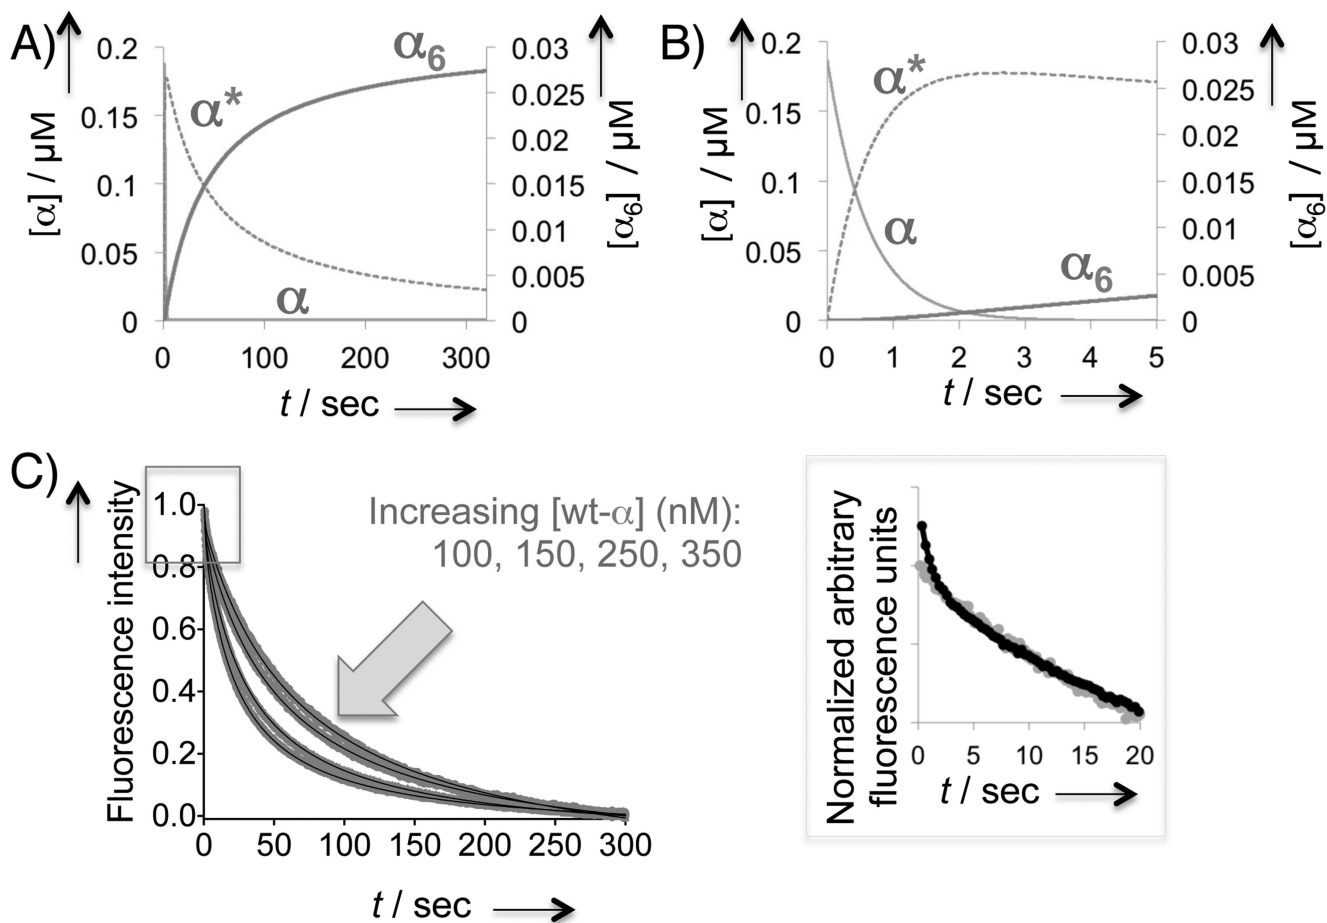 A)
[α] / μM
0.2
0.15
0.1
0.05
0
α*
α₆
α
0.03
0.025
0.02
0.015
0.01
0.005
0
[α₆] / μM
0 100 200 300
t / sec
B)
[α] / μM
0.2
0.15
0.1
0.05
0
α*
α
α₆
0.03
0.025
0.02
0.015
0.01
0.005
0
[α₆] / μM
0 1 2 3 4 5
t / sec
C)
Fluorescence intensity
1.0
0.8
0.6
0.4
0.2
0.0
Increasing [wt-α] (nM):
100, 150, 250, 350
0 50 100 150 200 250 300
t / sec
Normalized arbitrary
fluorescence units
0 5 10 15 20
t / sec